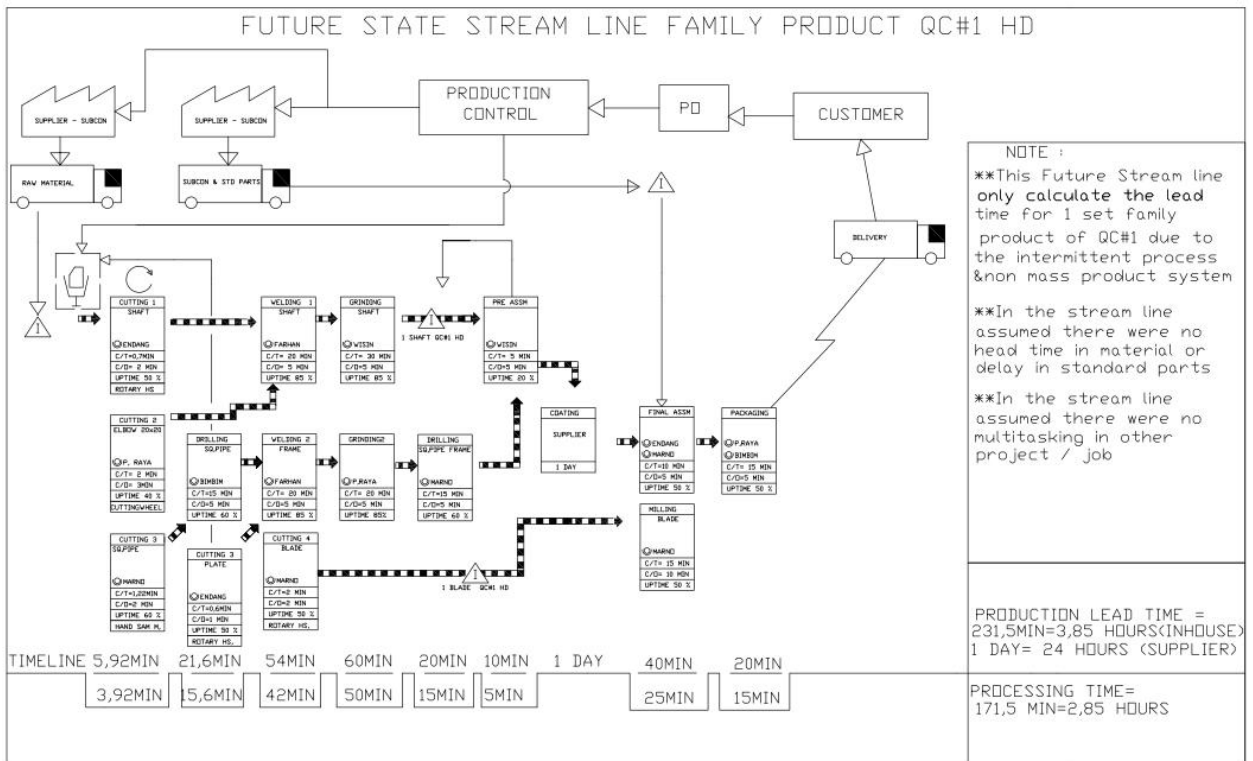 FUTURE STATE STREAM LINE FAMILY PRODUCT QC#1 HD
SUPPLIER - SUBCON
SUPPLIER - SUBCON
PRODUCTION
CONTROL
PO
CUSTOMER
RAW MATERIAL
SUBCON & STD PARTS
I
DELIVERY
I
CUTTING 1
SHAFT
ENDANG
C/T=0,7MIN
C/O= 2 MIN
UPTIME 50 %
ROTARY HS
WELDING 1
SHAFT
FARHAN
C/T= 20 MIN
C/O= 5 MIN
UPTIME 85 %
GRINDING
SHAFT
WISIN
C/T= 30 MIN
C/O=5 MIN
UPTIME 85 %
I
1 SHAFT QC#1 HD
PRE ASSM
WISIN
C/T= 5 MIN
C/O=5 MIN
UPTIME 20 %
CUTTING 2
ELBOW 20x20
P. RAYA
C/T= 2 MIN
C/O= 3MIN
UPTIME 40 %
CUTTINGWHEEL
DRILLING
SQ.PIPE
BIMBIM
C/T=15 MIN
C/O=5 MIN
UPTIME 60 %
WELDING 2
FRAME
FARHAN
C/T= 20 MIN
C/O=5 MIN
UPTIME 85 %
GRINDING2
P.RAYA
C/T= 20 MIN
C/O=5 MIN
UPTIME 85%
DRILLING
SQ.PIPE FRAME
MARNO
C/T=15 MIN
C/O=5 MIN
UPTIME 60 %
COATING
SUPPLIER
1 DAY
FINAL ASSM
ENDANG
MARNO
C/T=10 MIN
C/O=5 MIN
UPTIME 50 %
PACKAGING
P.RAYA
BIMBIM
C/T= 15 MIN
C/O=5 MIN
UPTIME 50 %
CUTTING 3
SQ.PIPE
MARNO
C/T=1,22MIN
C/O=2 MIN
UPTIME 60 %
HAND SAW M,
CUTTING 3
PLATE
ENDANG
C/T=0,6MIN
C/O=1 MIN
UPTIME 50 %
ROTARY HS,
CUTTING 4
BLADE
MARNO
C/T=2 MIN
C/O=2 MIN
UPTIME 50 %
ROTARY HS,
I
1 BLADE QC#1 HD
MILLING
BLADE
MARNO
C/T= 15 MIN
C/O= 10 MIN
UPTIME 50 %
TIMELINE 5,92MIN 21,6MIN 54MIN 60MIN 20MIN 10MIN 1 DAY 40MIN 20MIN
3,92MIN 15,6MIN 42MIN 50MIN 15MIN 5MIN 25MIN 15MIN
NOTE :
**This Future Stream line
only calculate the lead
time for 1 set family
product of QC#1 due to
the intermittent process
&non mass product system
**In the stream line
assumed there were no
head time in material or
delay in standard parts
**In the stream line
assumed there were no
multitasking in other
project / job
PRODUCTION LEAD TIME =
231,5MIN=3,85 HOURS(INHOUSE)
1 DAY= 24 HOURS (SUPPLIER)
PROCESSING TIME=
171,5 MIN=2,85 HOURS